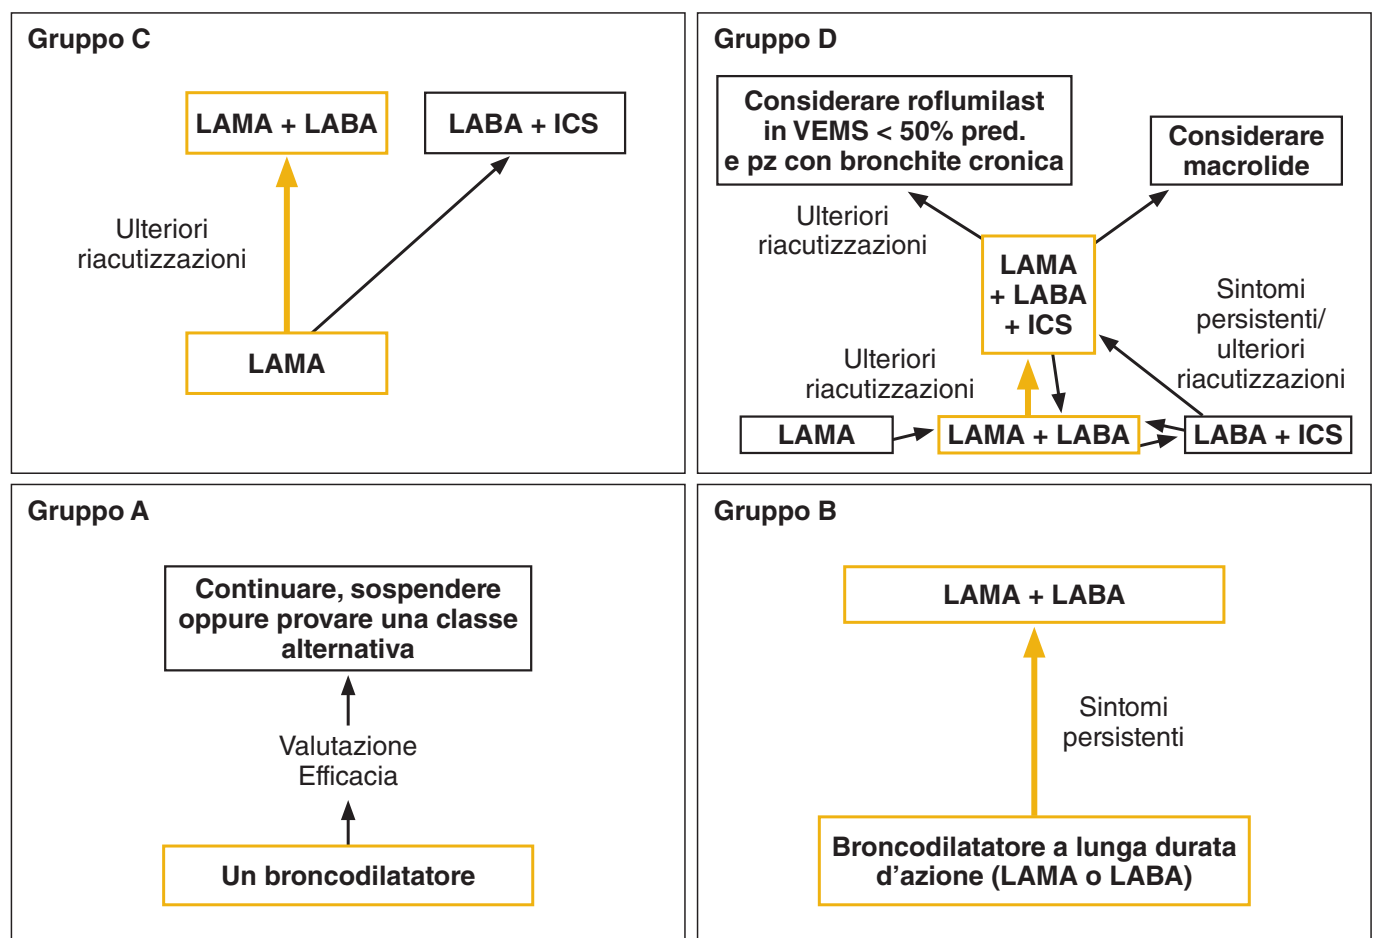 Gruppo C
LAMA + LABA
LABA + ICS
Ulteriori
riacutizzazioni
LAMA
Gruppo D
Considerare roflumilast
in VEMS < 50% pred.
e pz con bronchite cronica
Considerare
macrolide
Ulteriori
riacutizzazioni
LAMA
+ LABA
+ ICS
Sintomi
persistenti/
ulteriori
riacutizzazioni
Ulteriori
riacutizzazioni
LAMA
LAMA + LABA
LABA + ICS
Gruppo A
Continuare, sospendere
oppure provare una classe
alternativa
Valutazione
Efficacia
Un broncodilatatore
Gruppo B
LAMA + LABA
Sintomi
persistenti
Broncodilatatore a lunga durata
d’azione (LAMA o LABA)